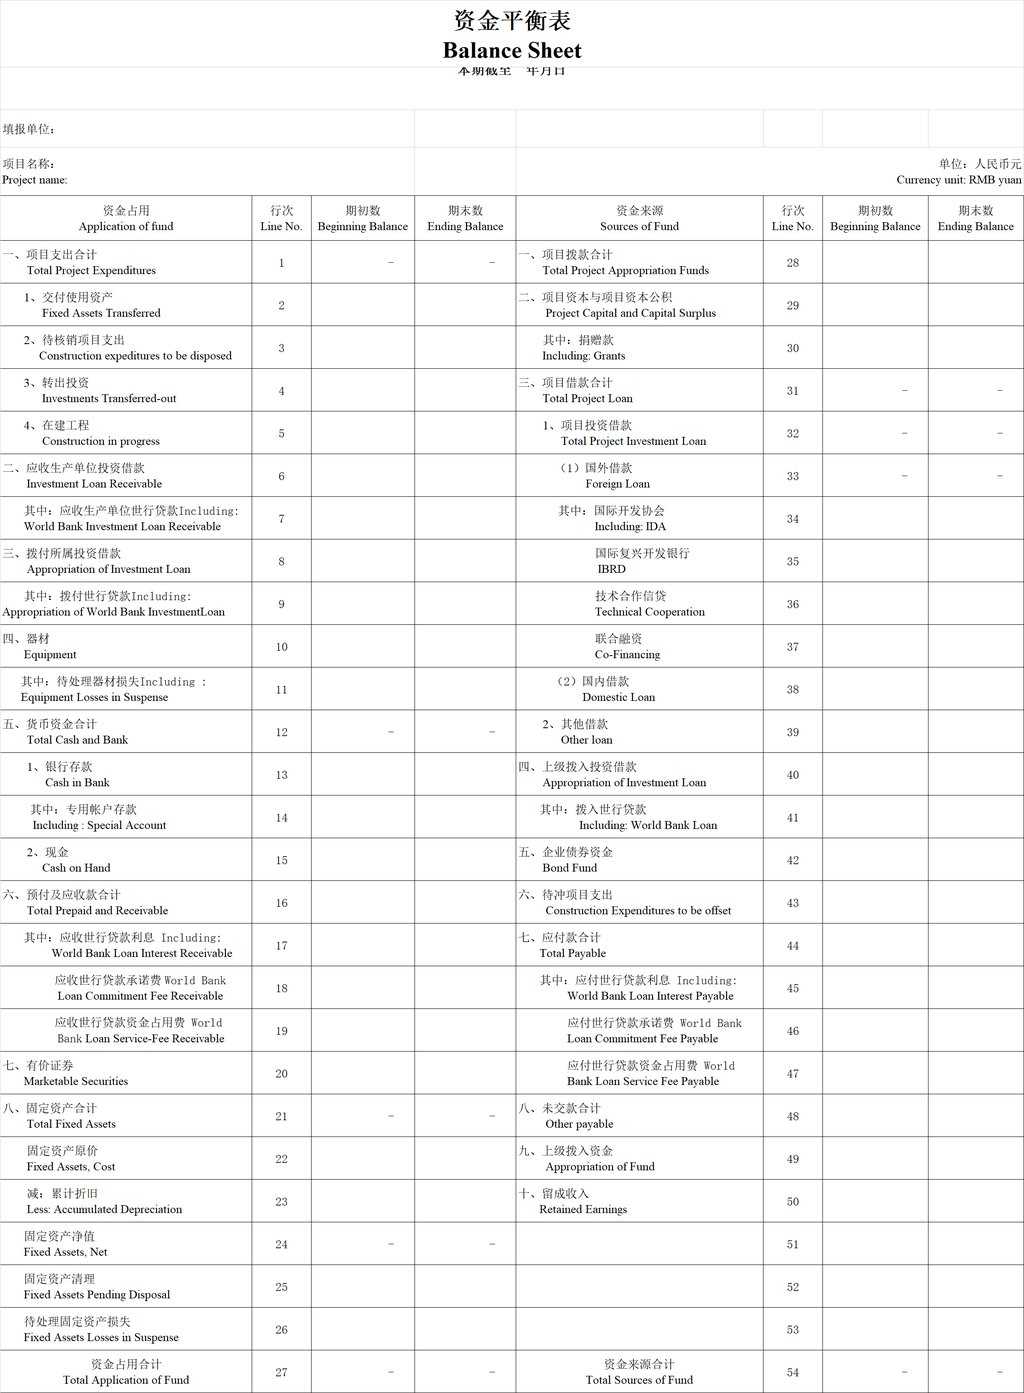 资金平衡表
Balance Sheet
本期截至 年月日
填报单位：
项目名称： 单位：人民币元
Project name: Currency unit: RMB yuan
资金占用 行次 期初数 期末数 资金来源 行次 期初数 期末数
Application of fund Line No. Beginning Balance Ending Balance Sources of Fund Line No. Beginning Balance Ending Balance
一、项目支出合计 一、项目拨款合计
Total Project Expenditures 1 - - Total Project Appropriation Funds 28
1、交付使用资产 二、项目资本与项目资本公积
Fixed Assets Transferred 2 Project Capital and Capital Surplus 29
2、待核销项目支出 其中：捐赠款
Construction expeditures to be disposed 3 Including: Grants 30
3、转出投资 三、项目借款合计
Investments Transferred-out 4 Total Project Loan 31 - -
4、在建工程 1、项目投资借款
Construction in progress 5 Total Project Investment Loan 32 - -
二、应收生产单位投资借款 （1）国外借款
Investment Loan Receivable 6 Foreign Loan 33 - -
其中：应收生产单位世行贷款Including: 其中：国际开发协会
World Bank Investment Loan Receivable 7 Including: IDA 34
三、拨付所属投资借款 国际复兴开发银行
Appropriation of Investment Loan 8 IBRD 35
其中：拨付世行贷款Including: 技术合作信贷
Appropriation of World Bank InvestmentLoan 9 Technical Cooperation 36
四、器材 联合融资
Equipment 10 Co-Financing 37
其中：待处理器材损失Including : （2）国内借款
Equipment Losses in Suspense 11 Domestic Loan 38
五、货币资金合计 2、其他借款
Total Cash and Bank 12 - - Other loan 39
1、银行存款 四、上级拨入投资借款
Cash in Bank 13 Appropriation of Investment Loan 40
其中：专用帐户存款 其中：拨入世行贷款
Including : Special Account 14 Including: World Bank Loan 41
2、现金 五、企业债券资金
Cash on Hand 15 Bond Fund 42
六、预付及应收款合计 六、待冲项目支出
Total Prepaid and Receivable 16 Construction Expenditures to be offset 43
其中：应收世行贷款利息 Including: 七、应付款合计
World Bank Loan Interest Receivable 17 Total Payable 44
应收世行贷款承诺费World Bank 其中：应付世行贷款利息 Including:
Loan Commitment Fee Receivable 18 World Bank Loan Interest Payable 45
应收世行贷款资金占用费 World 应付世行贷款承诺费 World Bank
Bank Loan Service-Fee Receivable 19 Loan Commitment Fee Payable 46
七、有价证券 应付世行贷款资金占用费 World
Marketable Securities 20 Bank Loan Service Fee Payable 47
八、固定资产合计 八、未交款合计
Total Fixed Assets 21 - - Other payable 48
固定资产原价 九、上级拨入资金
Fixed Assets, Cost 22 Appropriation of Fund 49
减：累计折旧 十、留成收入
Less: Accumulated Depreciation 23 Retained Earnings 50
固定资产净值
Fixed Assets, Net 24 - - 51
固定资产清理
Fixed Assets Pending Disposal 25 52
待处理固定资产损失
Fixed Assets Losses in Suspense 26 53
资金占用合计 资金来源合计
Total Application of Fund 27 - - Total Sources of Fund 54 - -